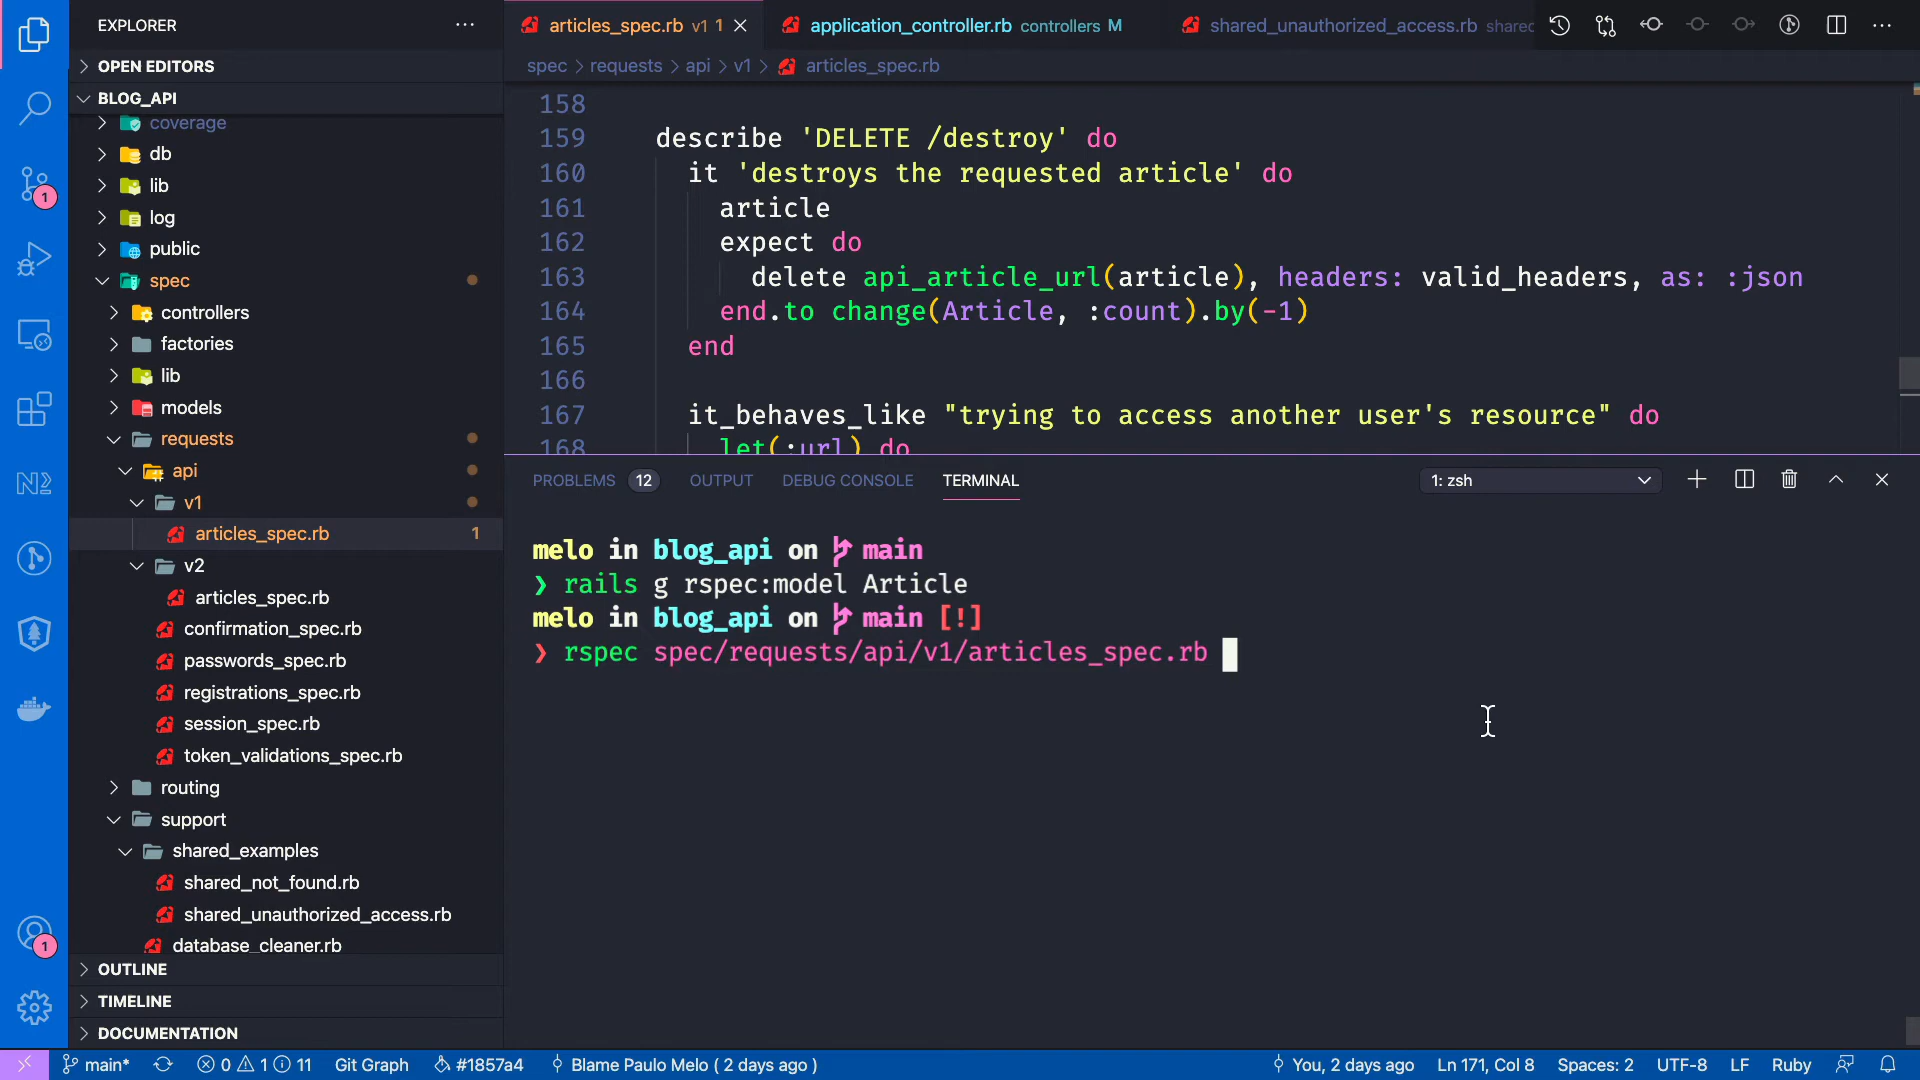 EXPLORER
OPEN EDITORS
BLOG_API
coverage
db
lib
log
public
spec
controllers
factories
lib
models
requests
api
v1
articles_spec.rb 1
v2
articles_spec.rb
confirmation_spec.rb
passwords_spec.rb
registrations_spec.rb
session_spec.rb
token_validations_spec.rb
routing
support
shared_examples
shared_not_found.rb
shared_unauthorized_access.rb
database_cleaner.rb
OUTLINE
TIMELINE
DOCUMENTATION
1
1
articles_spec.rb v1 1
application_controller.rb controllers M
shared_unauthorized_access.rb shared
spec > requests > api > v1 > articles_spec.rb
158
159 describe 'DELETE /destroy' do
160 it 'destroys the requested article' do
161 article
162 expect do
163 delete api_article_url(article), headers: valid_headers, as: :json
164 end.to change(Article, :count).by(-1)
165 end
166
167 it_behaves_like "trying to access another user's resource" do
168 let(:url) do
PROBLEMS 12 OUTPUT DEBUG CONSOLE TERMINAL 1: zsh
melo in blog_api on main
❯ rails g rspec:model Article
melo in blog_api on main [!]
❯ rspec spec/requests/api/v1/articles_spec.rb
main* 0 1 11 Git Graph #1857a4 Blame Paulo Melo ( 2 days ago ) You, 2 days ago Ln 171, Col 8 Spaces: 2 UTF-8 LF Ruby